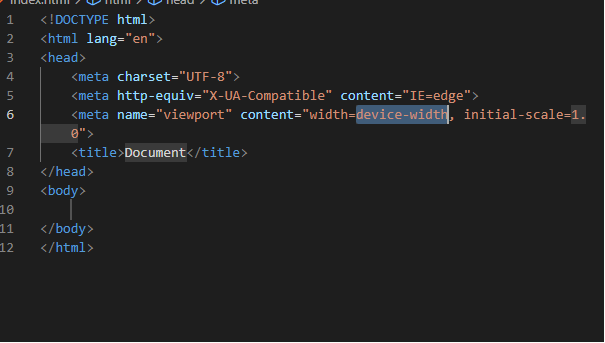 index.html > html > head > meta
1 <!DOCTYPE html>
2 <html lang="en">
3 <head>
4 <meta charset="UTF-8">
5 <meta http-equiv="X-UA-Compatible" content="IE=edge">
6 <meta name="viewport" content="width=device-width, initial-scale=1.
0">
7 <title>Document</title>
8 </head>
9 <body>
10
11 </body>
12 </html>